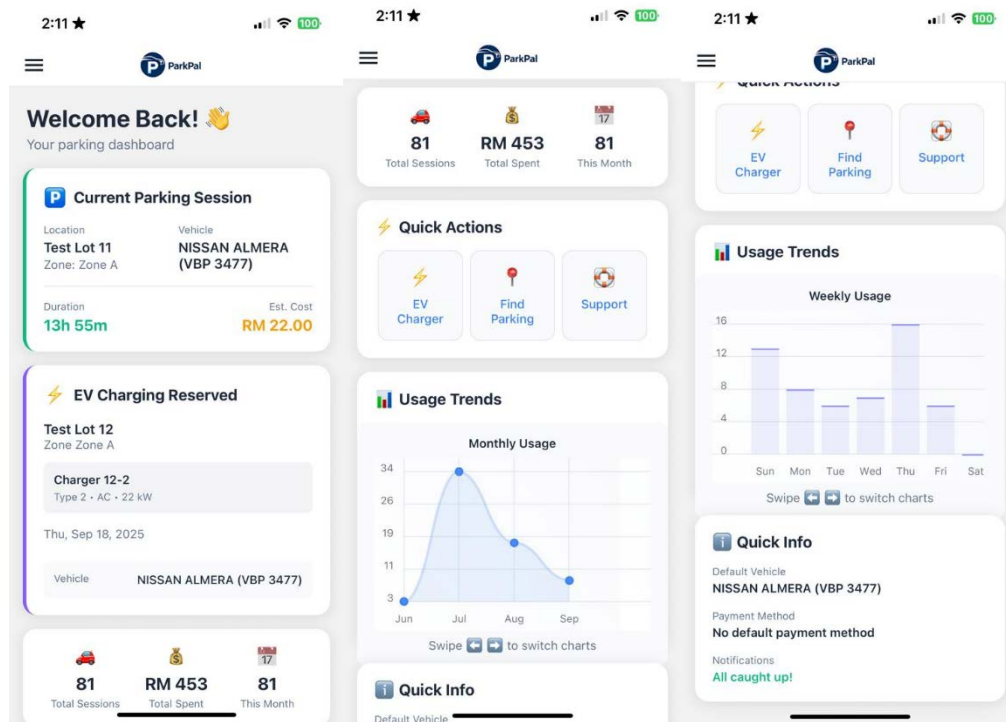 2:11
100
ParkPal
Welcome Back! 👋
Your parking dashboard
Current Parking Session
Location Vehicle
Test Lot 11 NISSAN ALMERA
Zone: Zone A (VBP 3477)
Duration Est. Cost
13h 55m RM 22.00
EV Charging Reserved
Test Lot 12
Zone Zone A
Charger 12-2
Type 2 • AC • 22 kW
Thu, Sep 18, 2025
Vehicle NISSAN ALMERA (VBP 3477)
17
81 RM 453 81
Total Sessions Total Spent This Month
2:11
100
ParkPal
17
81 RM 453 81
Total Sessions Total Spent This Month
Quick Actions
EV Find Support
Charger Parking
Usage Trends
Monthly Usage
34
26
19
11
3
Jun Jul Aug Sep
Swipe ⬅️ ➡️ to switch charts
Quick Info
Default Vehicle
2:11
100
ParkPal
Quick Actions
EV Find Support
Charger Parking
Usage Trends
Weekly Usage
16
12
8
4
0
Sun Mon Tue Wed Thu Fri Sat
Swipe ⬅️ ➡️ to switch charts
Quick Info
Default Vehicle
NISSAN ALMERA (VBP 3477)
Payment Method
No default payment method
Notifications
All caught up!